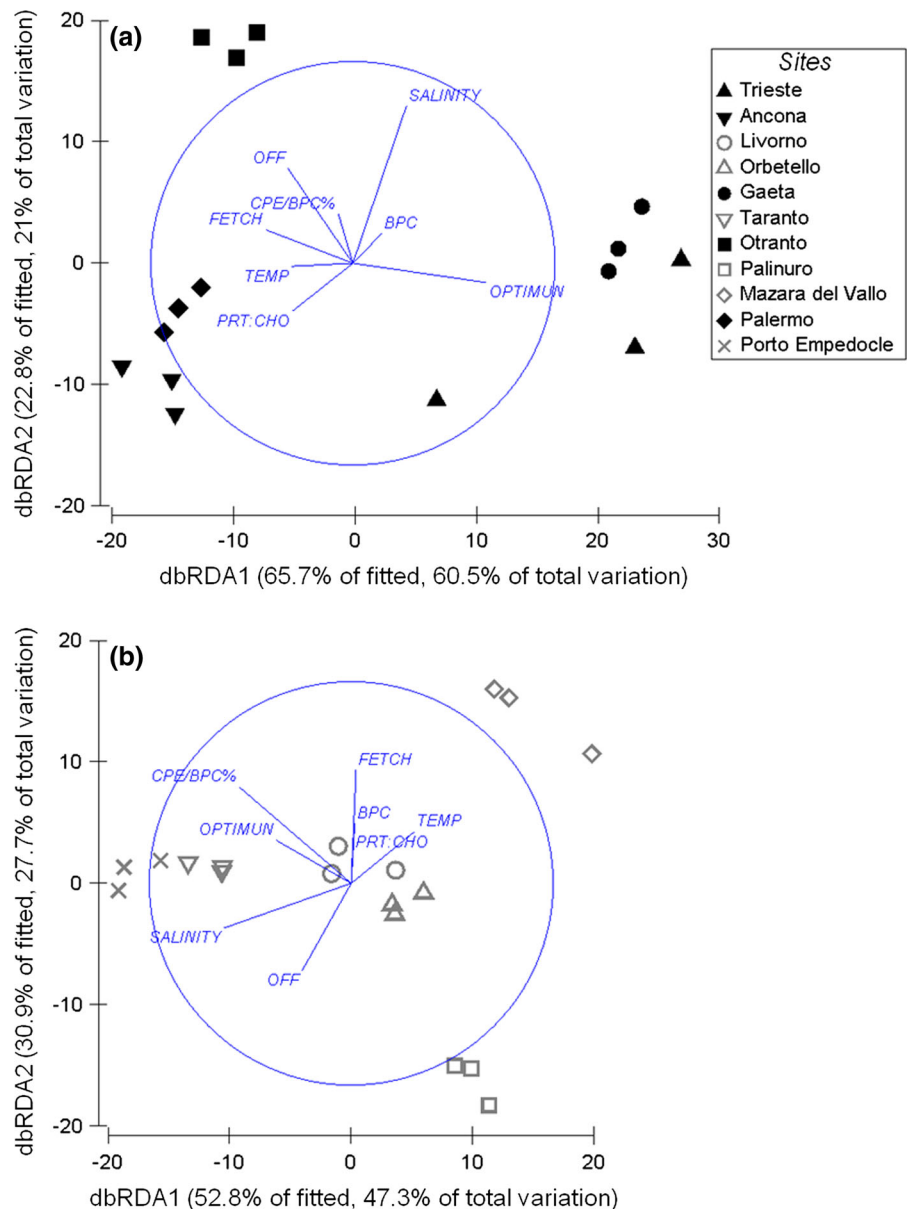 (a)
20
10
0
-10
-20
dbRDA2 (22.8% of fitted, 21% of total variation)
SALINITY
OFF
CPE/BPC%
FETCH
BPC
TEMP
OPTIMUN
PRT:CHO
-20
-10
0
10
20
30
dbRDA1 (65.7% of fitted, 60.5% of total variation)
Sites
Trieste
Ancona
Livorno
Orbetello
Gaeta
Taranto
Otranto
Palinuro
Mazara del Vallo
Palermo
Porto Empedocle
(b)
20
10
0
-10
-20
dbRDA2 (30.9% of fitted, 27.7% of total variation)
CPE/BPC%
FETCH
BPC
TEMP
OPTIMUN
PRT:CHO
SALINITY
OFF
-20
-10
0
10
20
dbRDA1 (52.8% of fitted, 47.3% of total variation)